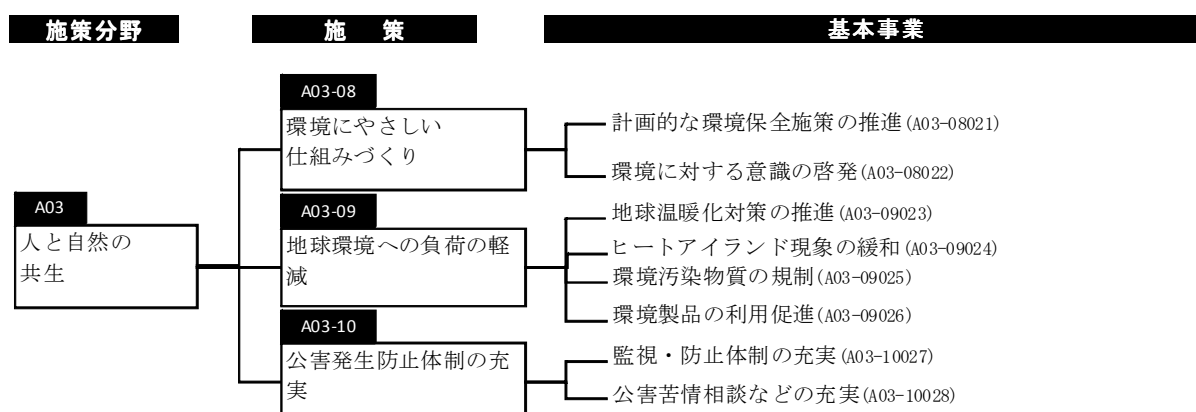 施策分野
施　策
基本事業
A03
人と自然の
共生
A03-08
環境にやさしい
仕組みづくり
計画的な環境保全施策の推進(A03-08021)
環境に対する意識の啓発(A03-08022)
A03-09
地球環境への負荷の軽
減
地球温暖化対策の推進(A03-09023)
ヒートアイランド現象の緩和(A03-09024)
環境汚染物質の規制(A03-09025)
環境製品の利用促進(A03-09026)
A03-10
公害発生防止体制の充
実
監視・防止体制の充実(A03-10027)
公害苦情相談などの充実(A03-10028)